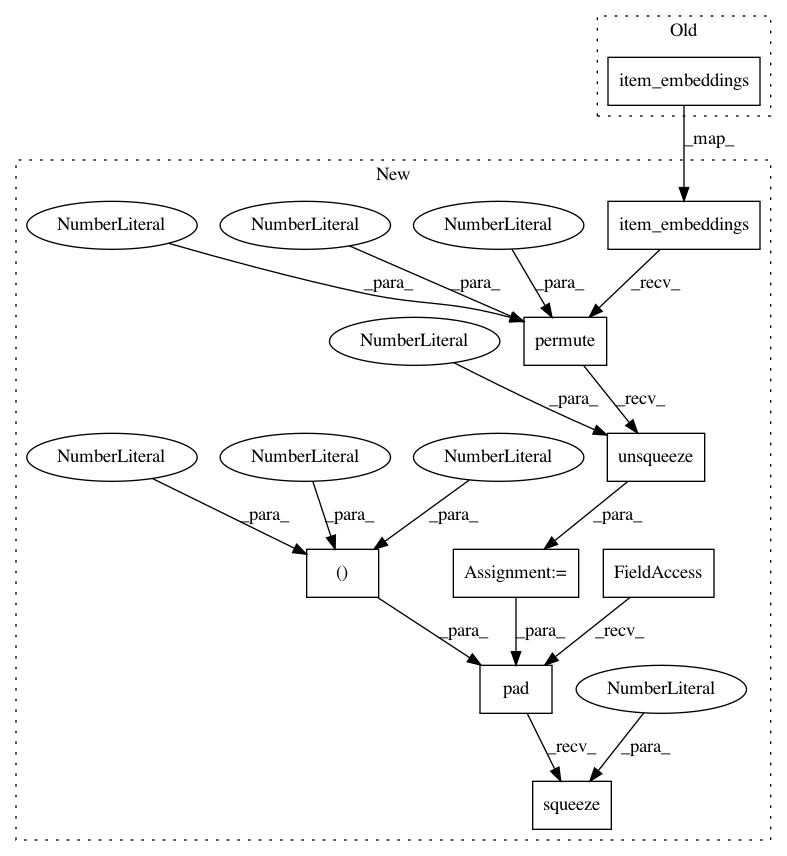 Old
item_embeddings
_map_
New
NumberLiteral NumberLiteral NumberLiteral item_embeddings
_para_ _para_ _para_ _recv_
NumberLiteral permute
_para_ _recv_
NumberLiteral NumberLiteral NumberLiteral unsqueeze
_para_ _para_ _para_ _para_
() Assignment:= FieldAccess
_para_ _para_ _recv_
pad NumberLiteral
_recv_ _para_
squeeze